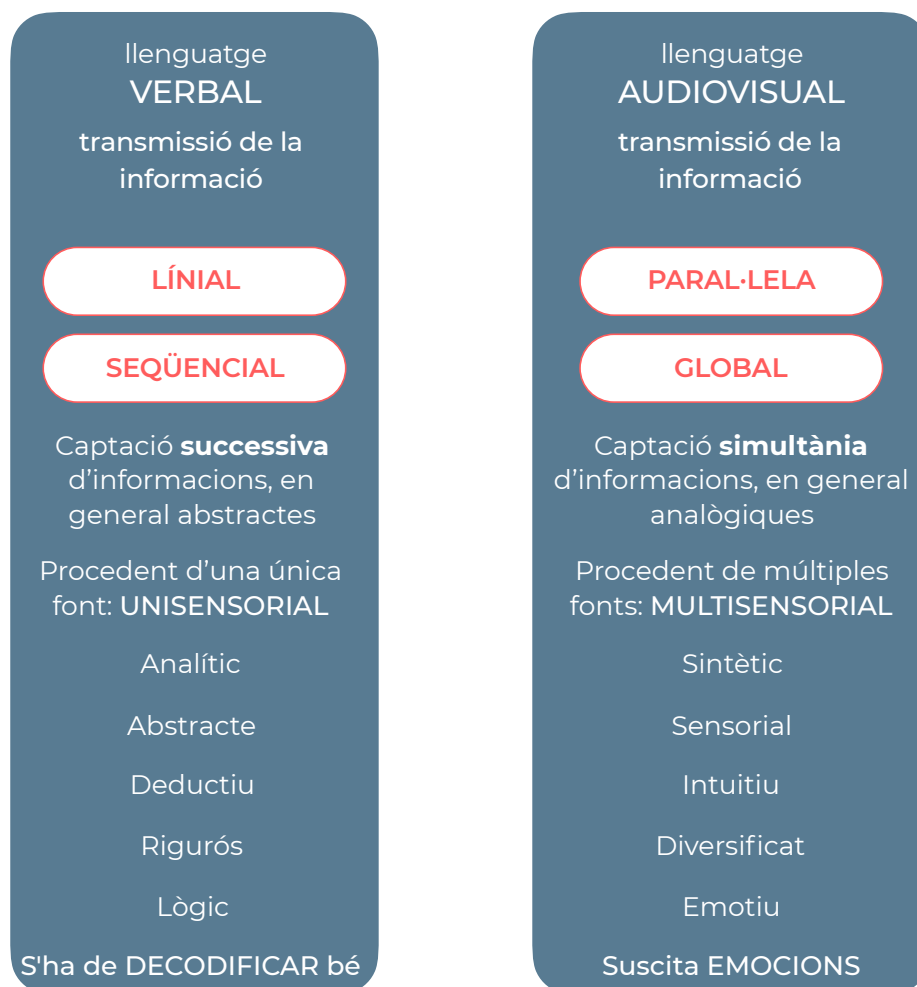 llenguatge
VERBAL
transmissió de la
informació
LÍNIAL
SEQÜENCIAL
Captació successiva
d’informacions, en
general abstractes
Procedent d’una única
font: UNISENSORIAL
Analític
Abstracte
Deductiu
Rigurós
Lògic
S'ha de DECODIFICAR bé
llenguatge
AUDIOVISUAL
transmissió de la
informació
PARAL·LELA
GLOBAL
Captació simultània
d’informacions, en general
analògiques
Procedent de múltiples
fonts: MULTISENSORIAL
Sintètic
Sensorial
Intuitiu
Diversificat
Emotiu
Suscita EMOCIONS